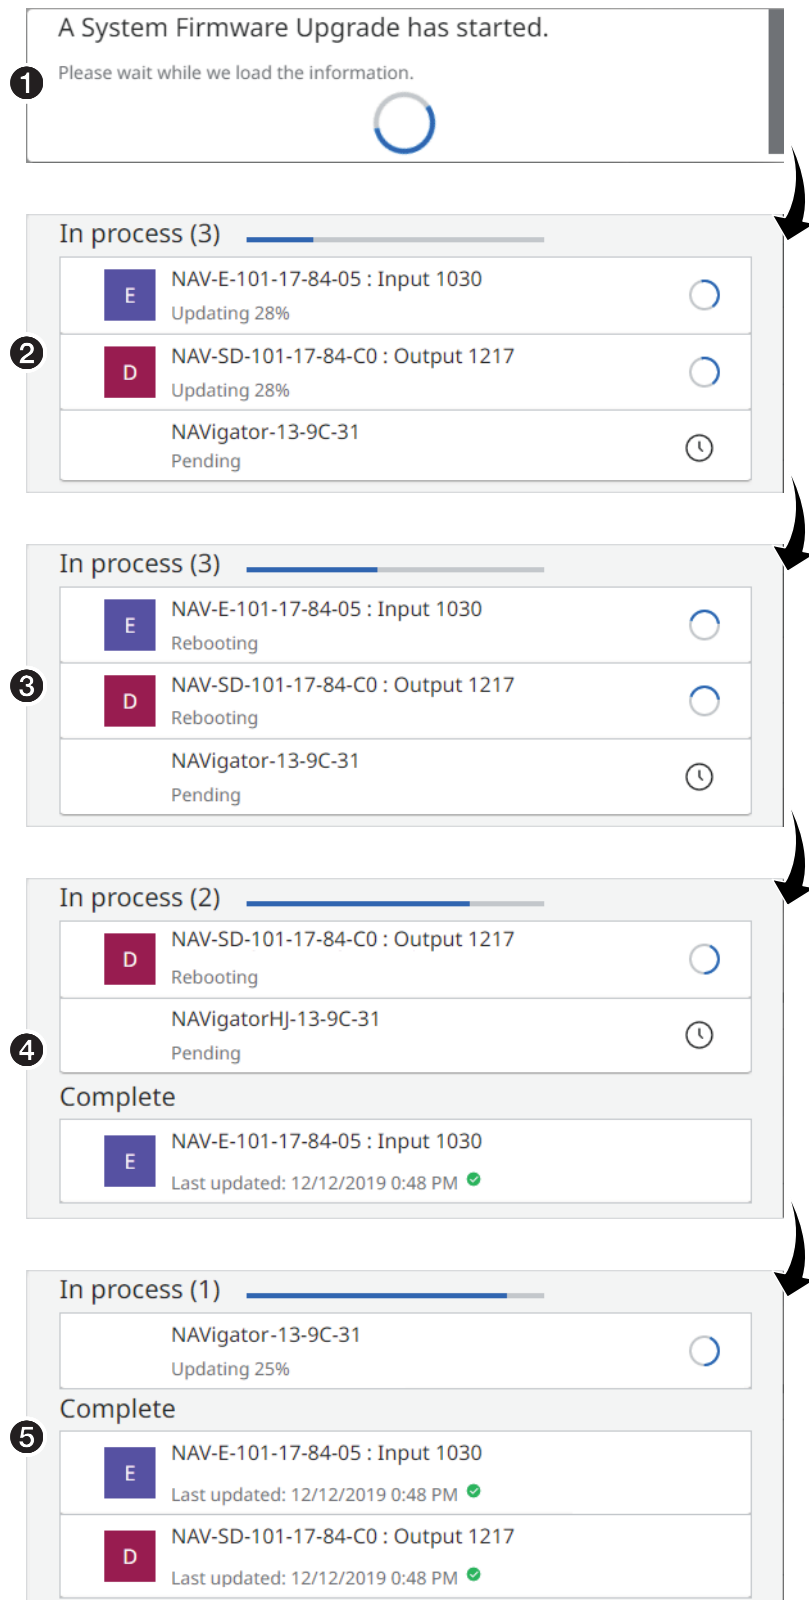 A System Firmware Upgrade has started.
1
Please wait while we load the information.
In process (3)
E
NAV-E-101-17-84-05 : Input 1030
Updating 28%
2
D
NAV-SD-101-17-84-C0 : Output 1217
Updating 28%
NAVigator-13-9C-31
Pending
In process (3)
E
NAV-E-101-17-84-05 : Input 1030
Rebooting
3
D
NAV-SD-101-17-84-C0 : Output 1217
Rebooting
NAVigator-13-9C-31
Pending
In process (2)
D
NAV-SD-101-17-84-C0 : Output 1217
Rebooting
4
NAVigatorHJ-13-9C-31
Pending
Complete
E
NAV-E-101-17-84-05 : Input 1030
Last updated: 12/12/2019 0:48 PM
In process (1)
NAVigator-13-9C-31
Updating 25%
5
Complete
E
NAV-E-101-17-84-05 : Input 1030
Last updated: 12/12/2019 0:48 PM
D
NAV-SD-101-17-84-C0 : Output 1217
Last updated: 12/12/2019 0:48 PM